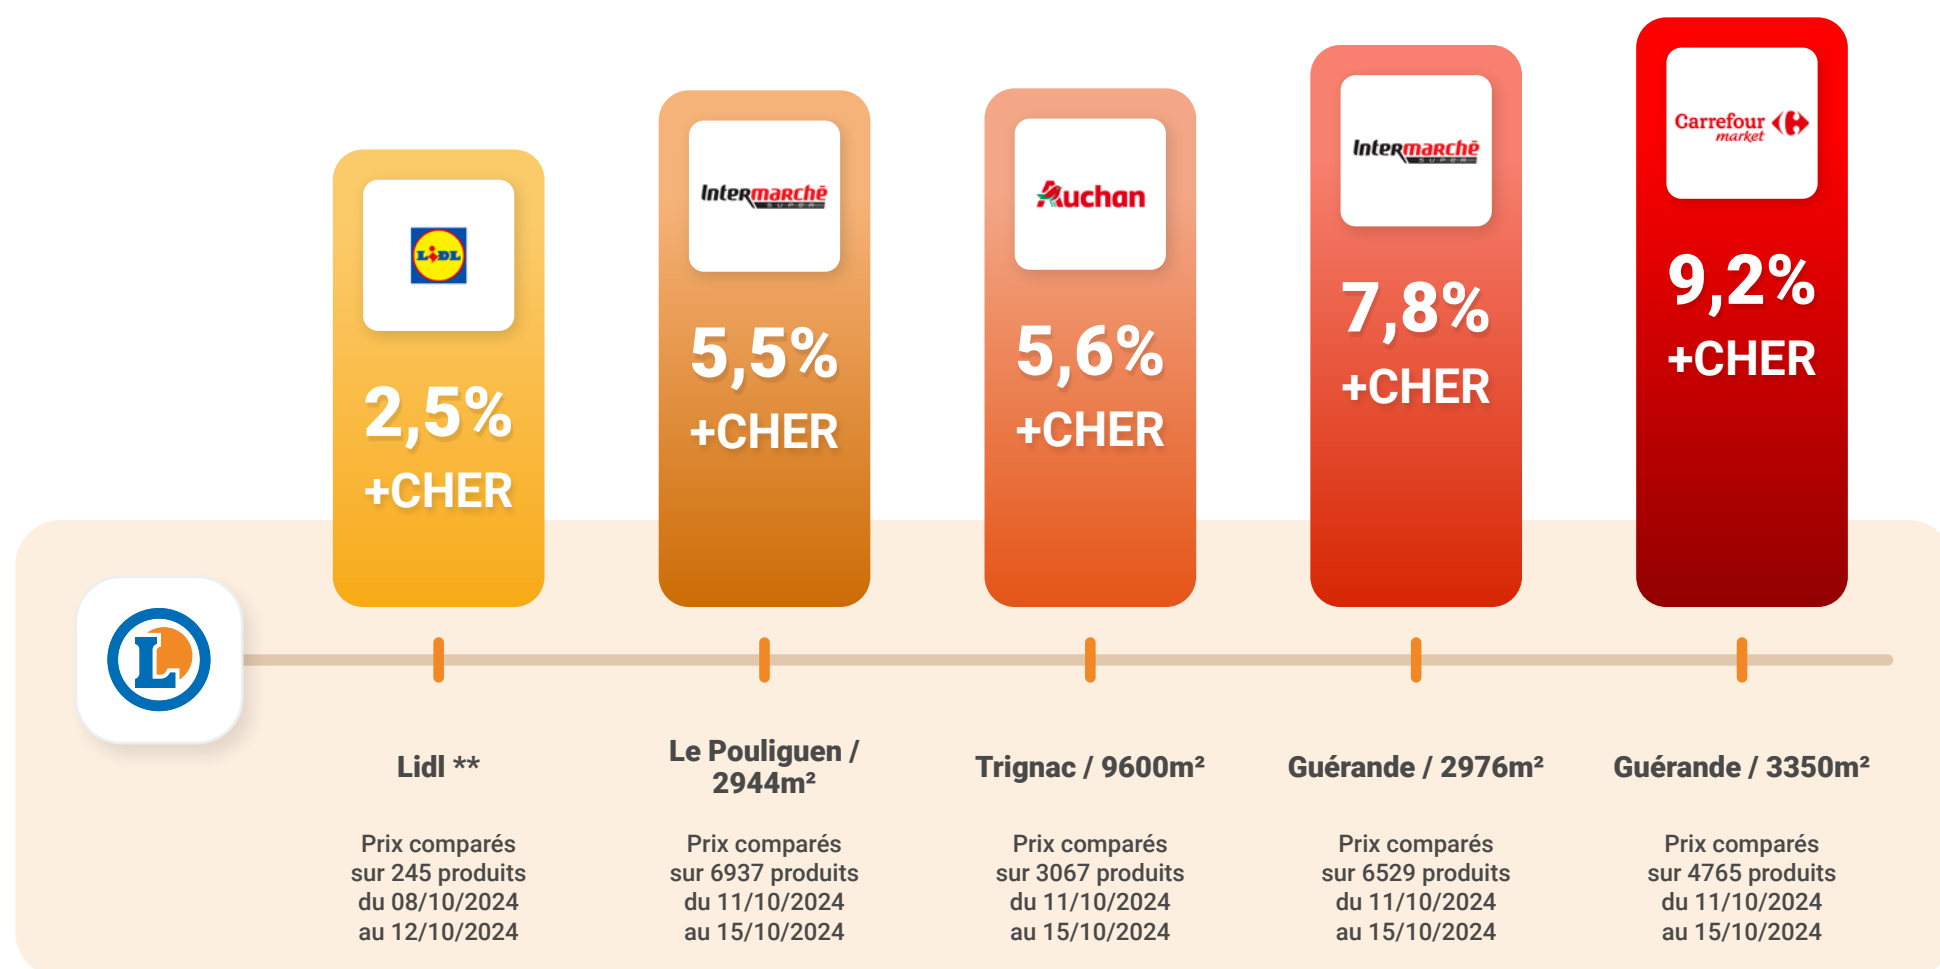 LIDL
2,5%
+CHER
Intermarché
SUPER
5,5%
+CHER
Auchan
5,6%
+CHER
Intermarché
SUPER
7,8%
+CHER
Carrefour
market
9,2%
+CHER
L
Lidl **
Prix comparés
sur 245 produits
du 08/10/2024
au 12/10/2024
Le Pouliguen /
2944m²
Prix comparés
sur 6937 produits
du 11/10/2024
au 15/10/2024
Trignac / 9600m²
Prix comparés
sur 3067 produits
du 11/10/2024
au 15/10/2024
Guérande / 2976m²
Prix comparés
sur 6529 produits
du 11/10/2024
au 15/10/2024
Guérande / 3350m²
Prix comparés
sur 4765 produits
du 11/10/2024
au 15/10/2024